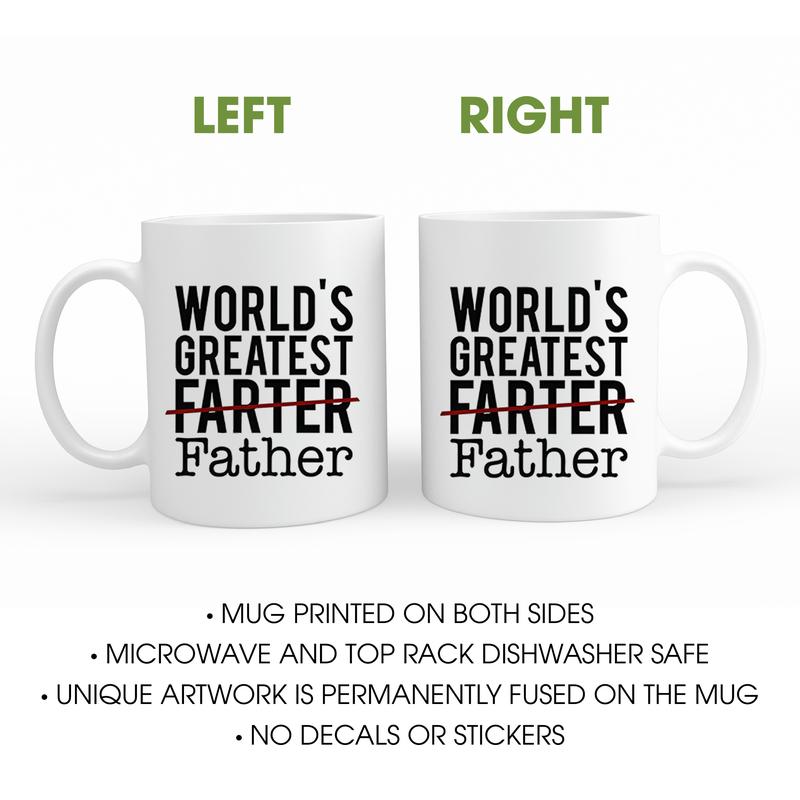 LEFT
WORLD'S
GREATEST
FARTER
Father
RIGHT
WORLD'S
GREATEST
FARTER
Father
• MUG PRINTED ON BOTH SIDES
• MICROWAVE AND TOP RACK DISHWASHER SAFE
• UNIQUE ARTWORK IS PERMANENTLY FUSED ON THE MUG
• NO DECALS OR STICKERS